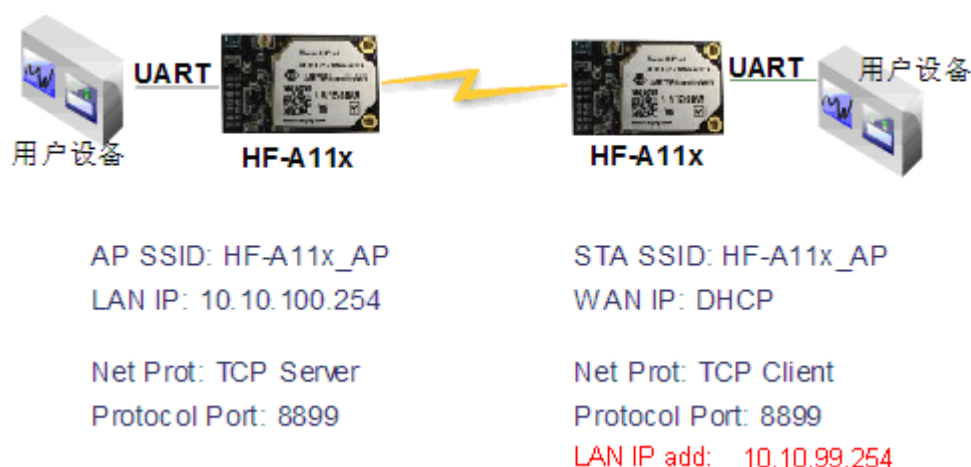 UART
UART
用户设备
用户设备
HF-A11x
HF-A11x
AP SSID: HF-A11x_AP
LAN IP: 10.10.100.254
Net Prot: TCP Server
Protocol Port: 8899
STA SSID: HF-A11x_AP
WAN IP: DHCP
Net Prot: TCP Client
Protocol Port: 8899
LAN IP add: 10.10.99.254